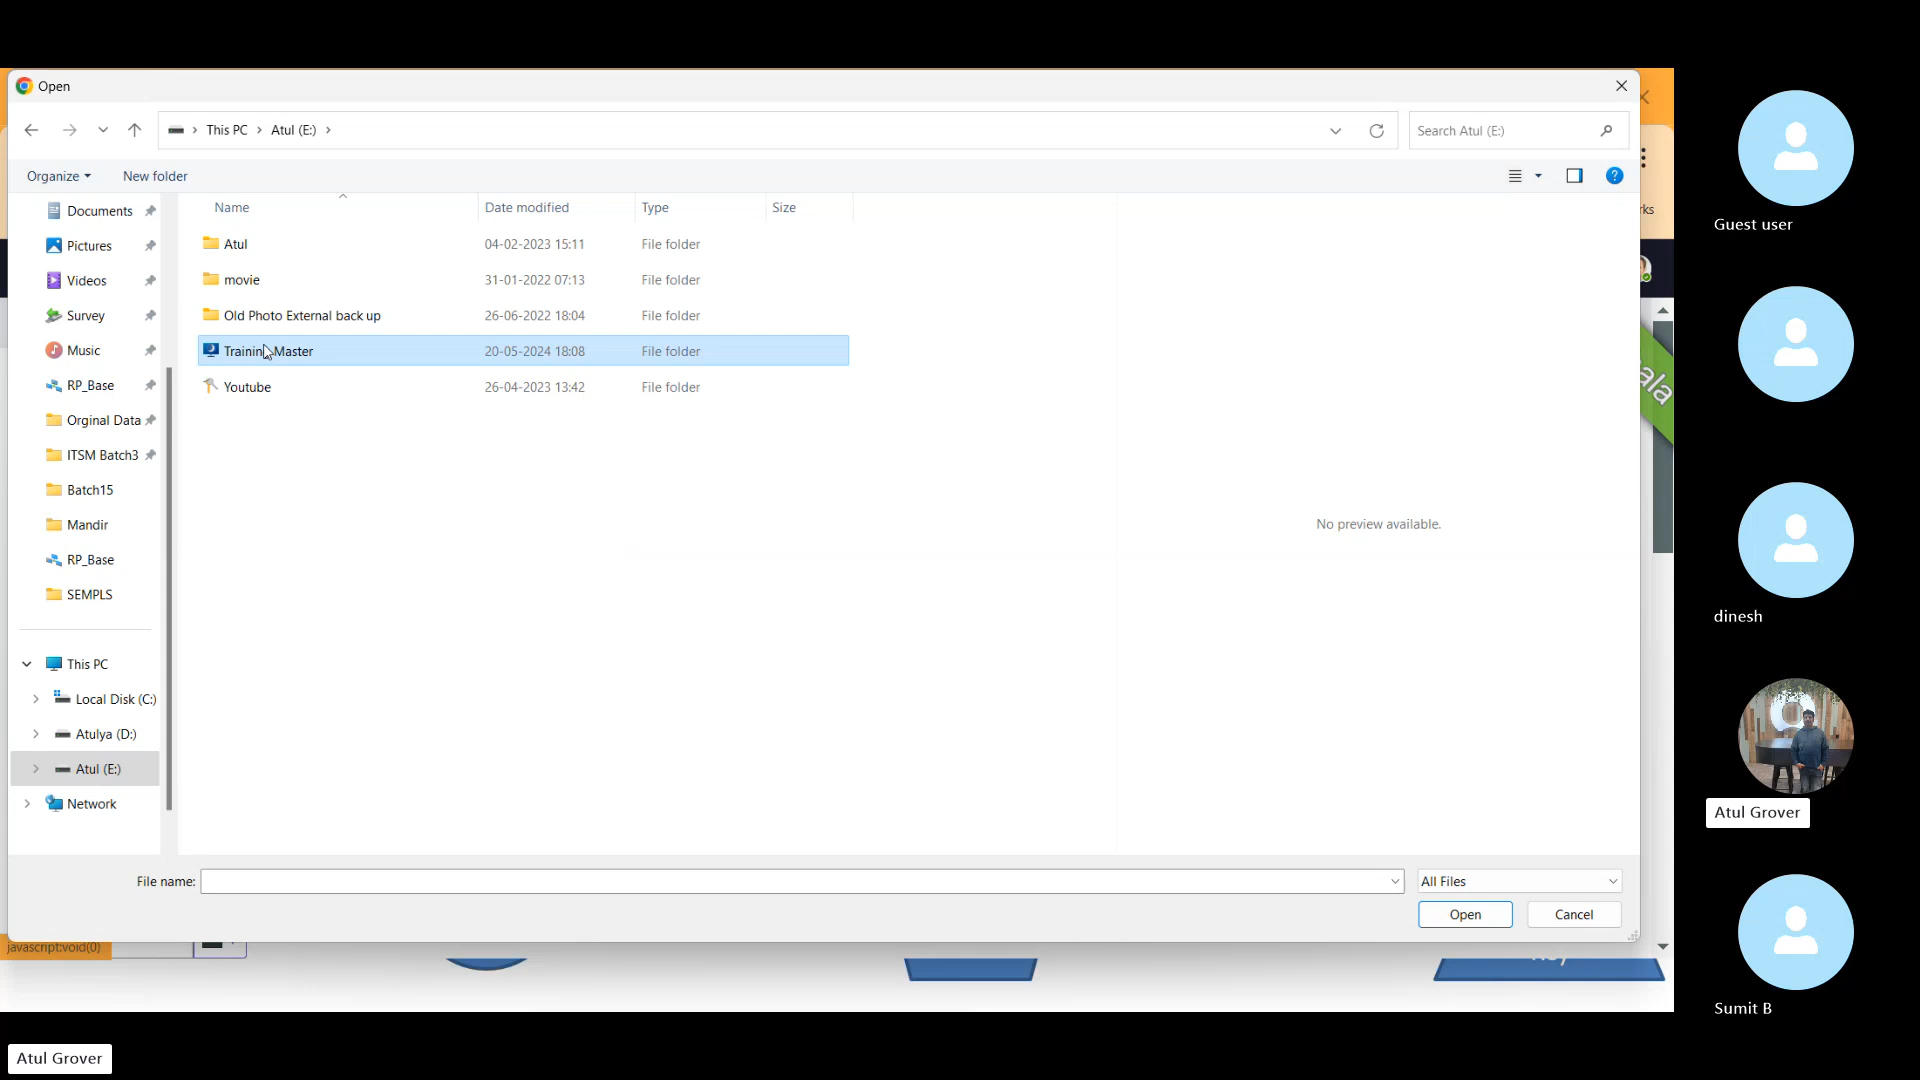 Open
This PC > Atul (E:) >
Search Atul (E:)
Organize
New folder
Documents
Pictures
Videos
Survey
Music
RP_Base
Orginal Data
ITSM Batch3
Batch15
Mandir
RP_Base
SEMPLS
This PC
Local Disk (C:)
Atulya (D:)
Atul (E:)
Network
Name Date modified Type Size
Atul 04-02-2023 15:11 File folder
movie 31-01-2022 07:13 File folder
Old Photo External back up 26-06-2022 18:04 File folder
Training Master 20-05-2024 18:08 File folder
Youtube 26-04-2023 13:42 File folder
No preview available.
File name:
All Files
Open
Cancel
rks
ala
javascript:void(0)
Guest user
dinesh
Atul Grover
Sumit B
Atul Grover